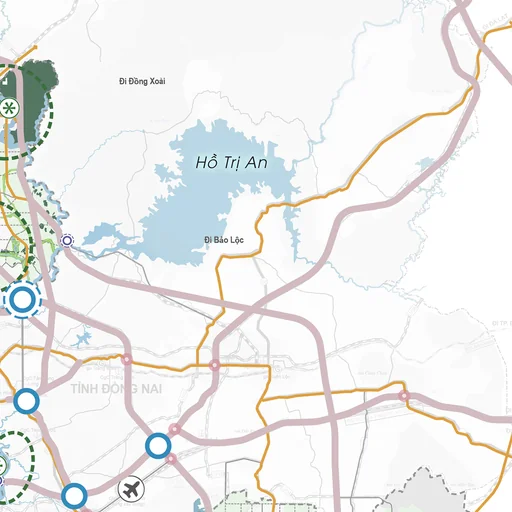 Đi Đồng Xoài
Hồ Trị An
Đi Bảo Lộc
TỈNH ĐỒNG NAI